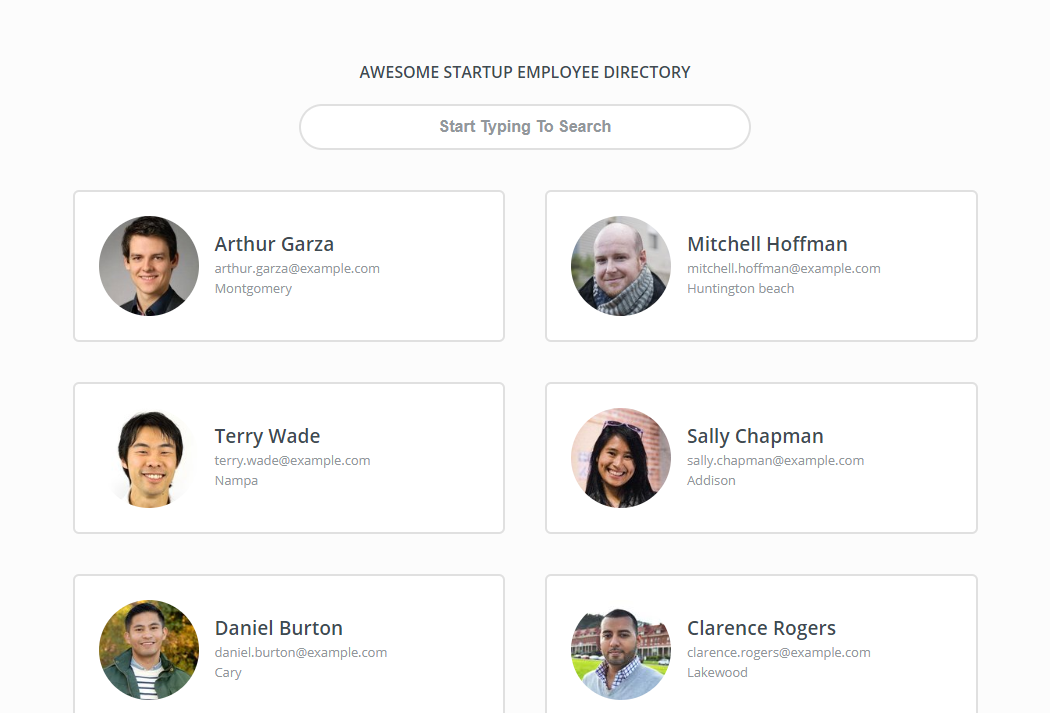 AWESOME STARTUP EMPLOYEE DIRECTORY
Start Typing To Search
Arthur Garza
arthur.garza@example.com
Montgomery
Mitchell Hoffman
mitchell.hoffman@example.com
Huntington beach
Terry Wade
terry.wade@example.com
Nampa
Sally Chapman
sally.chapman@example.com
Addison
Daniel Burton
daniel.burton@example.com
Cary
Clarence Rogers
clarence.rogers@example.com
Lakewood